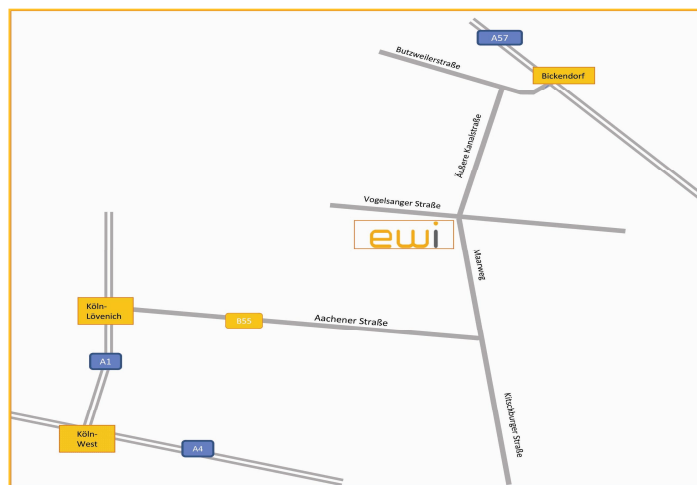 A57
Butzweilerstraße
Bickendorf
Äußere Kanalstraße
Vogelsanger Straße
ewi
Maarweg
Köln-
Lövenich
B55
Aachener Straße
A1
Kitschburger Straße
Köln-
West
A4